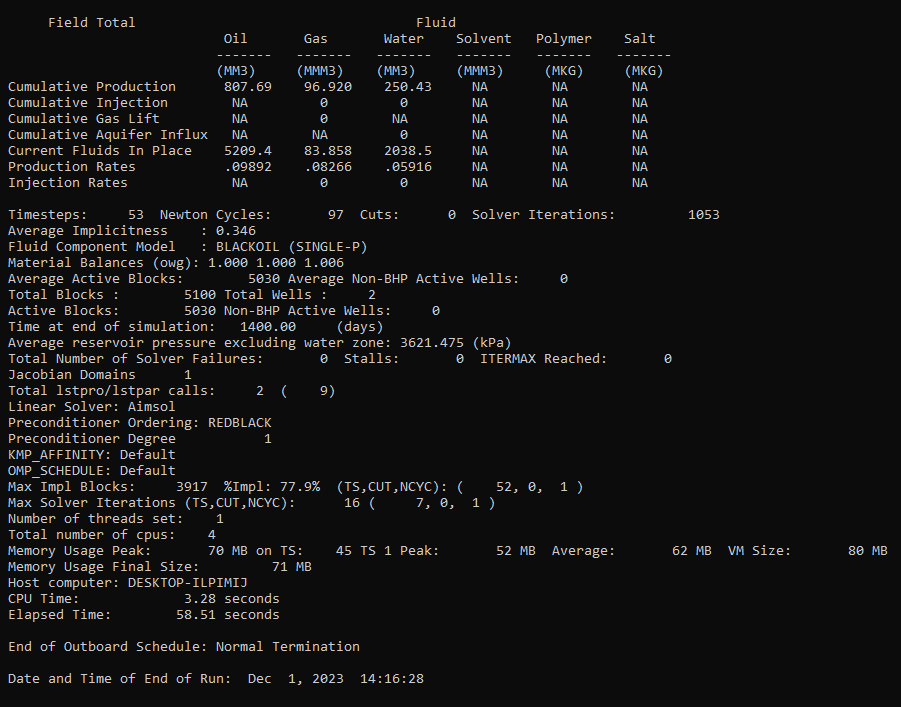 Field Total Fluid
Oil Gas Water Solvent Polymer Salt
------- ------- ------- ------- ------- -------
(MM3) (MMM3) (MM3) (MMM3) (MKG) (MKG)
Cumulative Production 807.69 96.920 250.43 NA NA NA
Cumulative Injection NA 0 0 NA NA NA
Cumulative Gas Lift NA 0 NA NA NA NA
Cumulative Aquifer Influx NA NA 0 NA NA NA
Current Fluids In Place 5209.4 83.858 2038.5 NA NA NA
Production Rates .09892 .08266 .05916 NA NA NA
Injection Rates NA 0 0 NA NA NA
Timesteps: 53 Newton Cycles: 97 Cuts: 0 Solver Iterations: 1053
Average Implicitness : 0.346
Fluid Component Model : BLACKOIL (SINGLE-P)
Material Balances (owg): 1.000 1.000 1.006
Average Active Blocks: 5030 Average Non-BHP Active Wells: 0
Total Blocks : 5100 Total Wells : 2
Active Blocks: 5030 Non-BHP Active Wells: 0
Time at end of simulation: 1400.00 (days)
Average reservoir pressure excluding water zone: 3621.475 (kPa)
Total Number of Solver Failures: 0 Stalls: 0 ITERMAX Reached: 0
Jacobian Domains 1
Total lstpro/lstpar calls: 2 ( 9)
Linear Solver: Aimsol
Preconditioner Ordering: REDBLACK
Preconditioner Degree 1
KMP_AFFINITY: Default
OMP_SCHEDULE: Default
Max Impl Blocks: 3917 %Impl: 77.9% (TS,CUT,NCYC): ( 52, 0, 1 )
Max Solver Iterations (TS,CUT,NCYC): 16 ( 7, 0, 1 )
Number of threads set: 1
Total number of cpus: 4
Memory Usage Peak: 70 MB on TS: 45 TS 1 Peak: 52 MB Average: 62 MB VM Size: 80 MB
Memory Usage Final Size: 71 MB
Host computer: DESKTOP-ILPIMIJ
CPU Time: 3.28 seconds
Elapsed Time: 58.51 seconds
End of Outboard Schedule: Normal Termination
Date and Time of End of Run: Dec 1, 2023 14:16:28